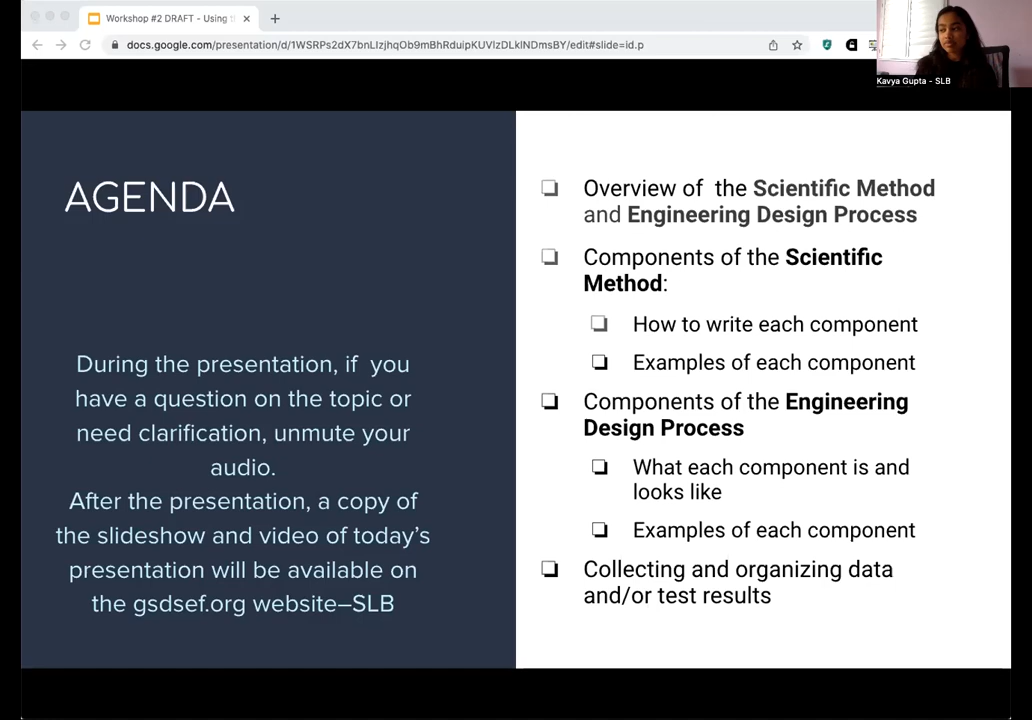 Workshop #2 DRAFT - Using t
docs.google.com/presentation/d/1WSRPs2dX7bnLIzjhqOb9mBhRduipKUVIzDLkINDmsBY/edit#slide=id.p
Kavya Gupta - SLB
AGENDA
During the presentation, if you
have a question on the topic or
need clarification, unmute your
audio.
After the presentation, a copy of
the slideshow and video of today’s
presentation will be available on
the gsdsef.org website–SLB
Overview of the Scientific Method
and Engineering Design Process
Components of the Scientific
Method:
How to write each component
Examples of each component
Components of the Engineering
Design Process
What each component is and
looks like
Examples of each component
Collecting and organizing data
and/or test results